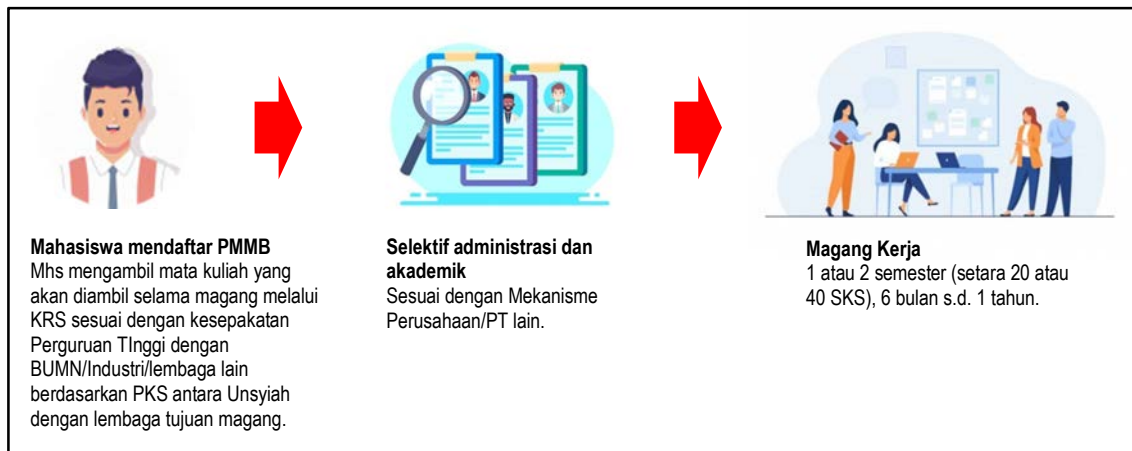 Mahasiswa mendaftar PMMB
Mhs mengambil mata kuliah yang
akan diambil selama magang melalui
KRS sesuai dengan kesepakatan
Perguruan TInggi dengan
BUMN/Industri/lembaga lain
berdasarkan PKS antara Unsyiah
dengan lembaga tujuan magang.
Selektif administrasi dan
akademik
Sesuai dengan Mekanisme
Perusahaan/PT lain.
Magang Kerja
1 atau 2 semester (setara 20 atau
40 SKS), 6 bulan s.d. 1 tahun.